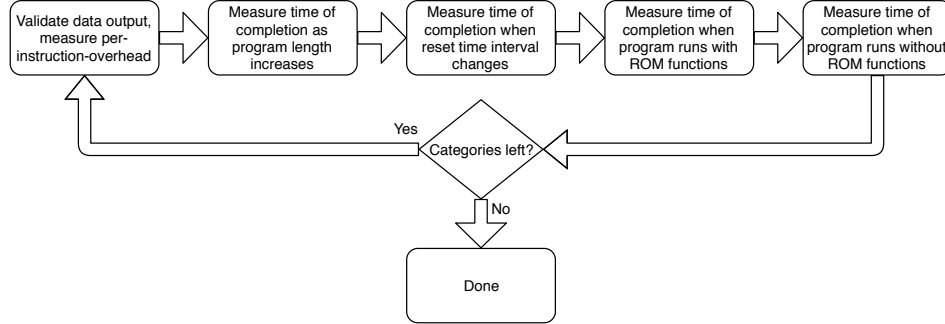 Validate data output,
measure per-
instruction-overhead
Measure time of
completion as
program length
increases
Measure time of
completion when
reset time interval
changes
Measure time of
completion when
program runs with
ROM functions
Measure time of
completion when
program runs without
ROM functions
Yes
Categories left?
No
Done